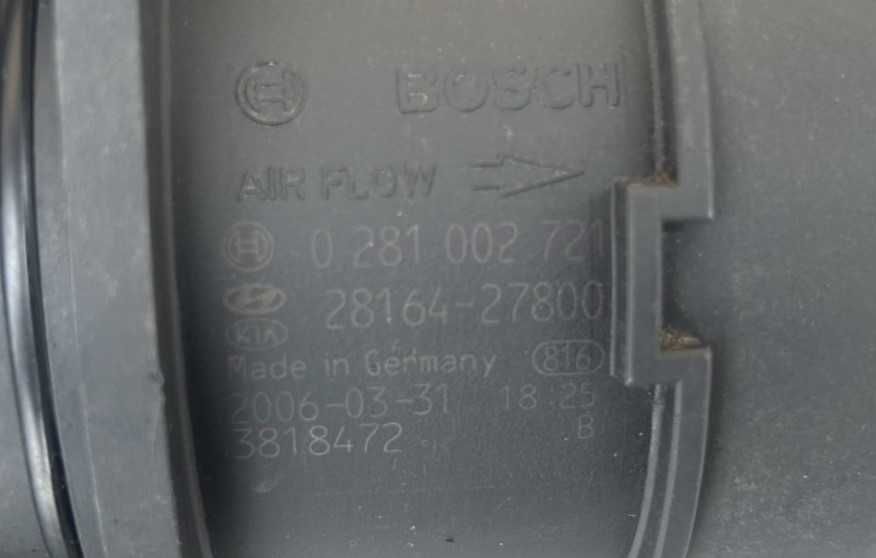 BOSCH
AIR FLOW
0 281 002 721
28164-27800
KIA
Made in Germany 816
2006-03-31 18:25
3818472 B